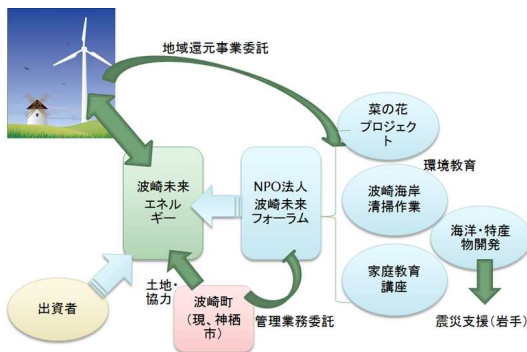 地域還元事業委託
菜の花
プロジェク
ト
環境教育
波崎未来
エネル
ギー
NPO法人
波崎未来
フォーラム
波崎海岸
清掃作業
海洋・特産
物開発
家庭教育
講座
土地・
協力
出資者
波崎町
(現、神栖
市)
管理業務委託
震災支援(岩手)